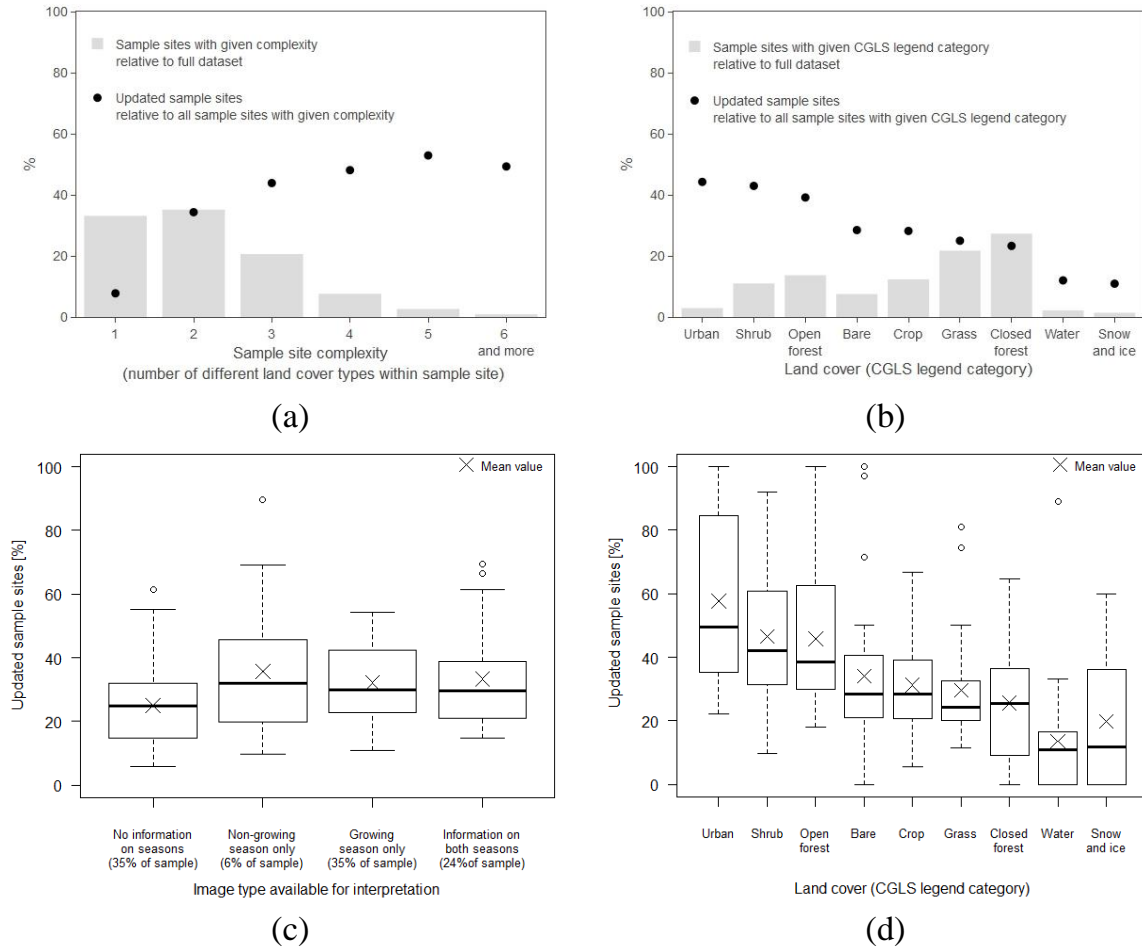 100
80
60
40
20
0
%
Sample sites with given complexity
relative to full dataset
Updated sample sites
relative to all sample sites with given complexity
1 2 3 4 5 6
and more
Sample site complexity
(number of different land cover types within sample site)
(a)
100
80
60
40
20
0
%
Sample sites with given CGLS legend category
relative to full dataset
Updated sample sites
relative to all sample sites with given CGLS legend category
Urban Shrub Open Bare Crop Grass Closed Water Snow
forest forest and ice
Land cover (CGLS legend category)
(b)
100
80
60
40
20
0
Updated sample sites [%]
Mean value
No information Non-growing Growing Information on
on seasons season only season only both seasons
(35% of sample) (6% of sample) (35% of sample) (24%of sample)
Image type available for interpretation
(c)
100
80
60
40
20
0
Updated sample sites [%]
Mean value
Urban Shrub Open Bare Crop Grass Closed Water Snow
forest forest and ice
Land cover (CGLS legend category)
(d)